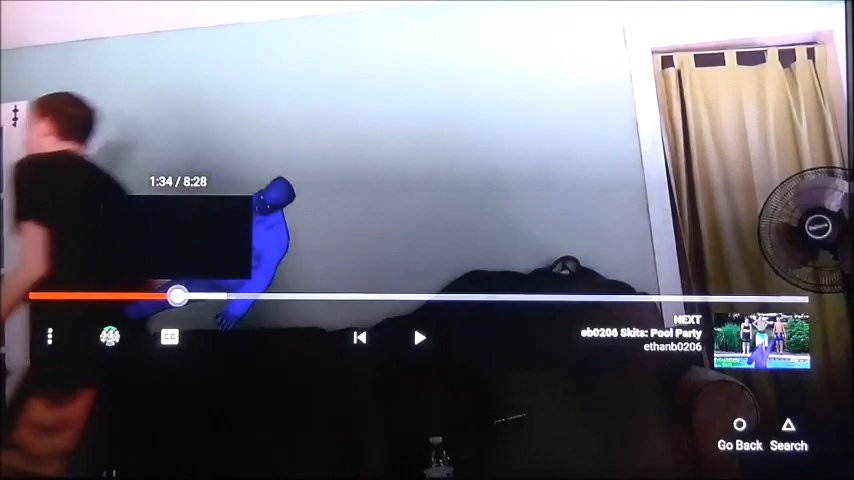 1:34 / 8:28
CC
NEXT
eb0206 Skits: Pool Party
ethanb0206
Go Back
Search